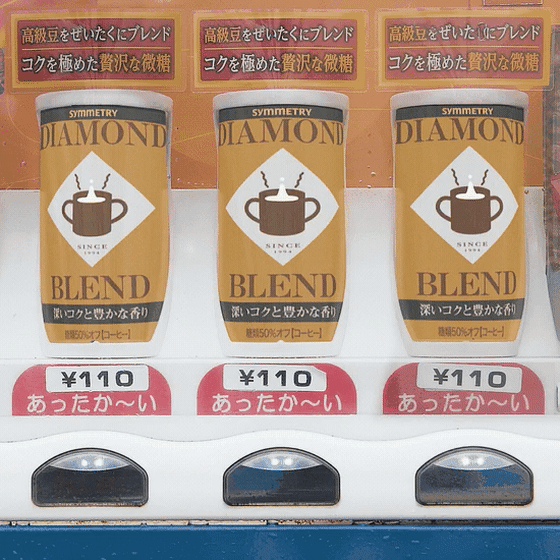 高級豆をぜいたくにブレンド
コクを極めた贅沢な微糖
高級豆をぜいたくにブレンド
コクを極めた贅沢な微糖
高級豆をぜいたくにブレンド
コクを極めた贅沢な微糖
SYMMETRY
DIAMOND
SINCE
1994
BLEND
深いコクと豊かな香り
糖類50%オフ【コーヒー】
SYMMETRY
DIAMOND
SINCE
1994
BLEND
深いコクと豊かな香り
糖類50%オフ【コーヒー】
SYMMETRY
DIAMOND
SINCE
1994
BLEND
深いコクと豊かな香り
糖類50%オフ【コーヒー】
¥110
あったか〜い
¥110
あったか〜い
¥110
あったか〜い